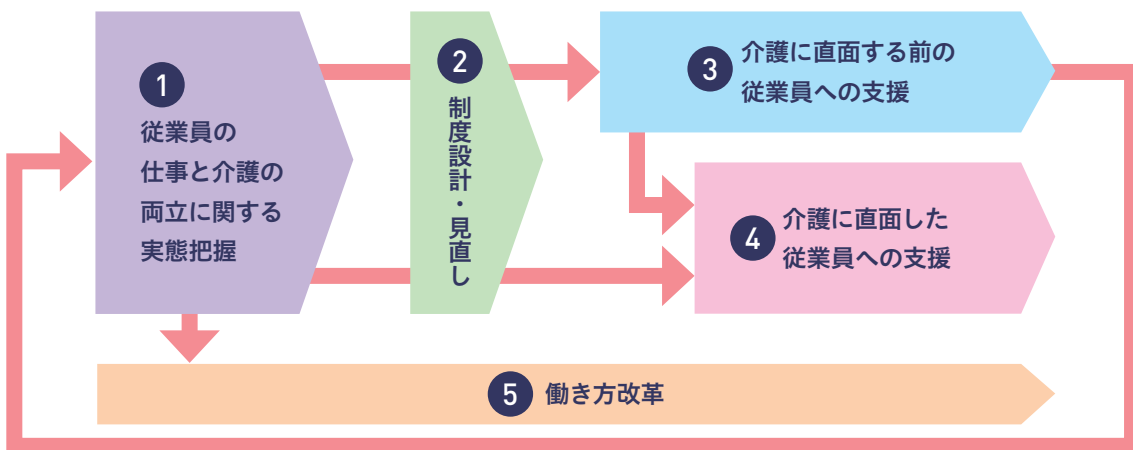 1
従業員の
仕事と介護の
両立に関する
実態把握
2
制度設計・見直し
3
介護に直面する前の
従業員への支援
4
介護に直面した
従業員への支援
5
働き方改革